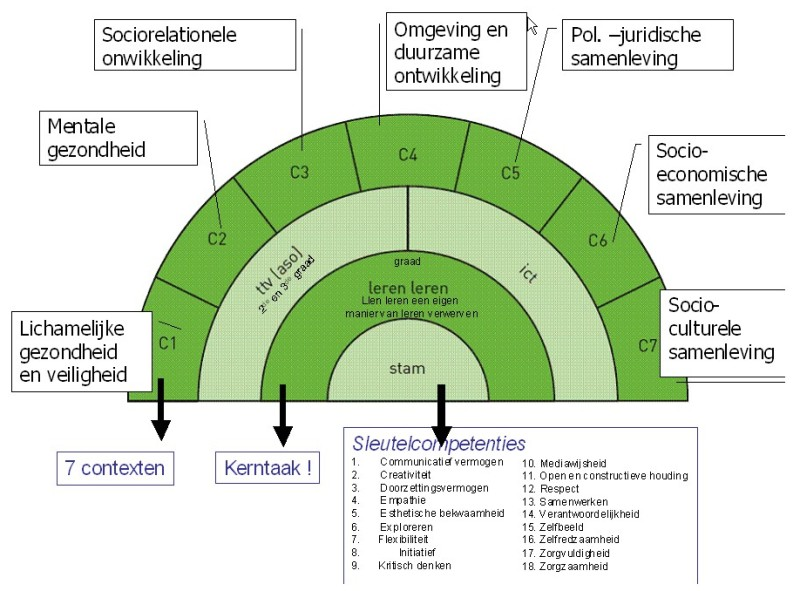 Sociorelationele
onwikkeling
Omgeving en
duurzame
ontwikkeling
Pol. –juridische
samenleving
Mentale
gezondheid
Socio-
economische
samenleving
Lichamelijke
gezondheid
en veiligheid
Socio-
culturele
samenleving
C1
C2
C3
C4
C5
C6
C7
ttv (aso)
2de en 3de graad
ict
graad
leren leren
Llen leren een eigen
manier van leren verwerven
stam
7 contexten
Kerntaak !
Sleutelcompetenties
1. Communicatief vermogen
2. Creativiteit
3. Doorzettingsvermogen
4. Empathie
5. Esthetische bekwaamheid
6. Exploreren
7. Flexibiliteit
8. Initiatief
9. Kritisch denken
10. Mediawijsheid
11. Open en constructieve houding
12. Respect
13. Samenwerken
14. Verantwoordelijkheid
15. Zelfbeeld
16. Zelfredzaamheid
17. Zorgvuldigheid
18. Zorgzaamheid